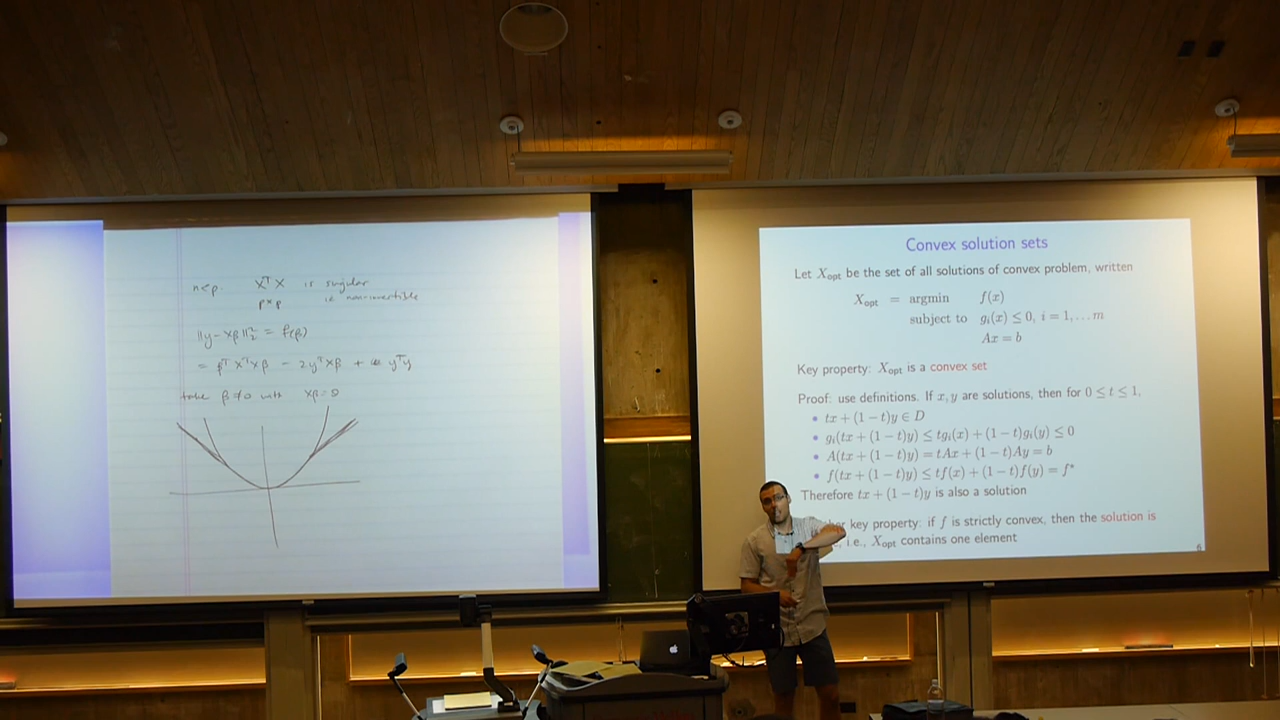 n<p. XᵀX is singular
p×p i.e. non-invertible
||y - Xβ||₂² = f(β)
= βᵀXᵀXβ - 2yᵀXβ + yᵀy
take β≠0 with Xβ=0
Convex solution sets
Let X_opt be the set of all solutions of convex problem, written
X_opt = argmin f(x)
subject to g_i(x) ≤ 0, i = 1, . . . m
Ax = b
Key property: X_opt is a convex set
Proof: use definitions. If x, y are solutions, then for 0 ≤ t ≤ 1,
• tx + (1 − t)y ∈ D
• g_i(tx + (1 − t)y) ≤ tg_i(x) + (1 − t)g_i(y) ≤ 0
• A(tx + (1 − t)y) = tAx + (1 − t)Ay = b
• f(tx + (1 − t)y) ≤ tf(x) + (1 − t)f(y) = f*
Therefore tx + (1 − t)y is also a solution
key property: if f is strictly convex, then the solution is
i.e., X_opt contains one element
6